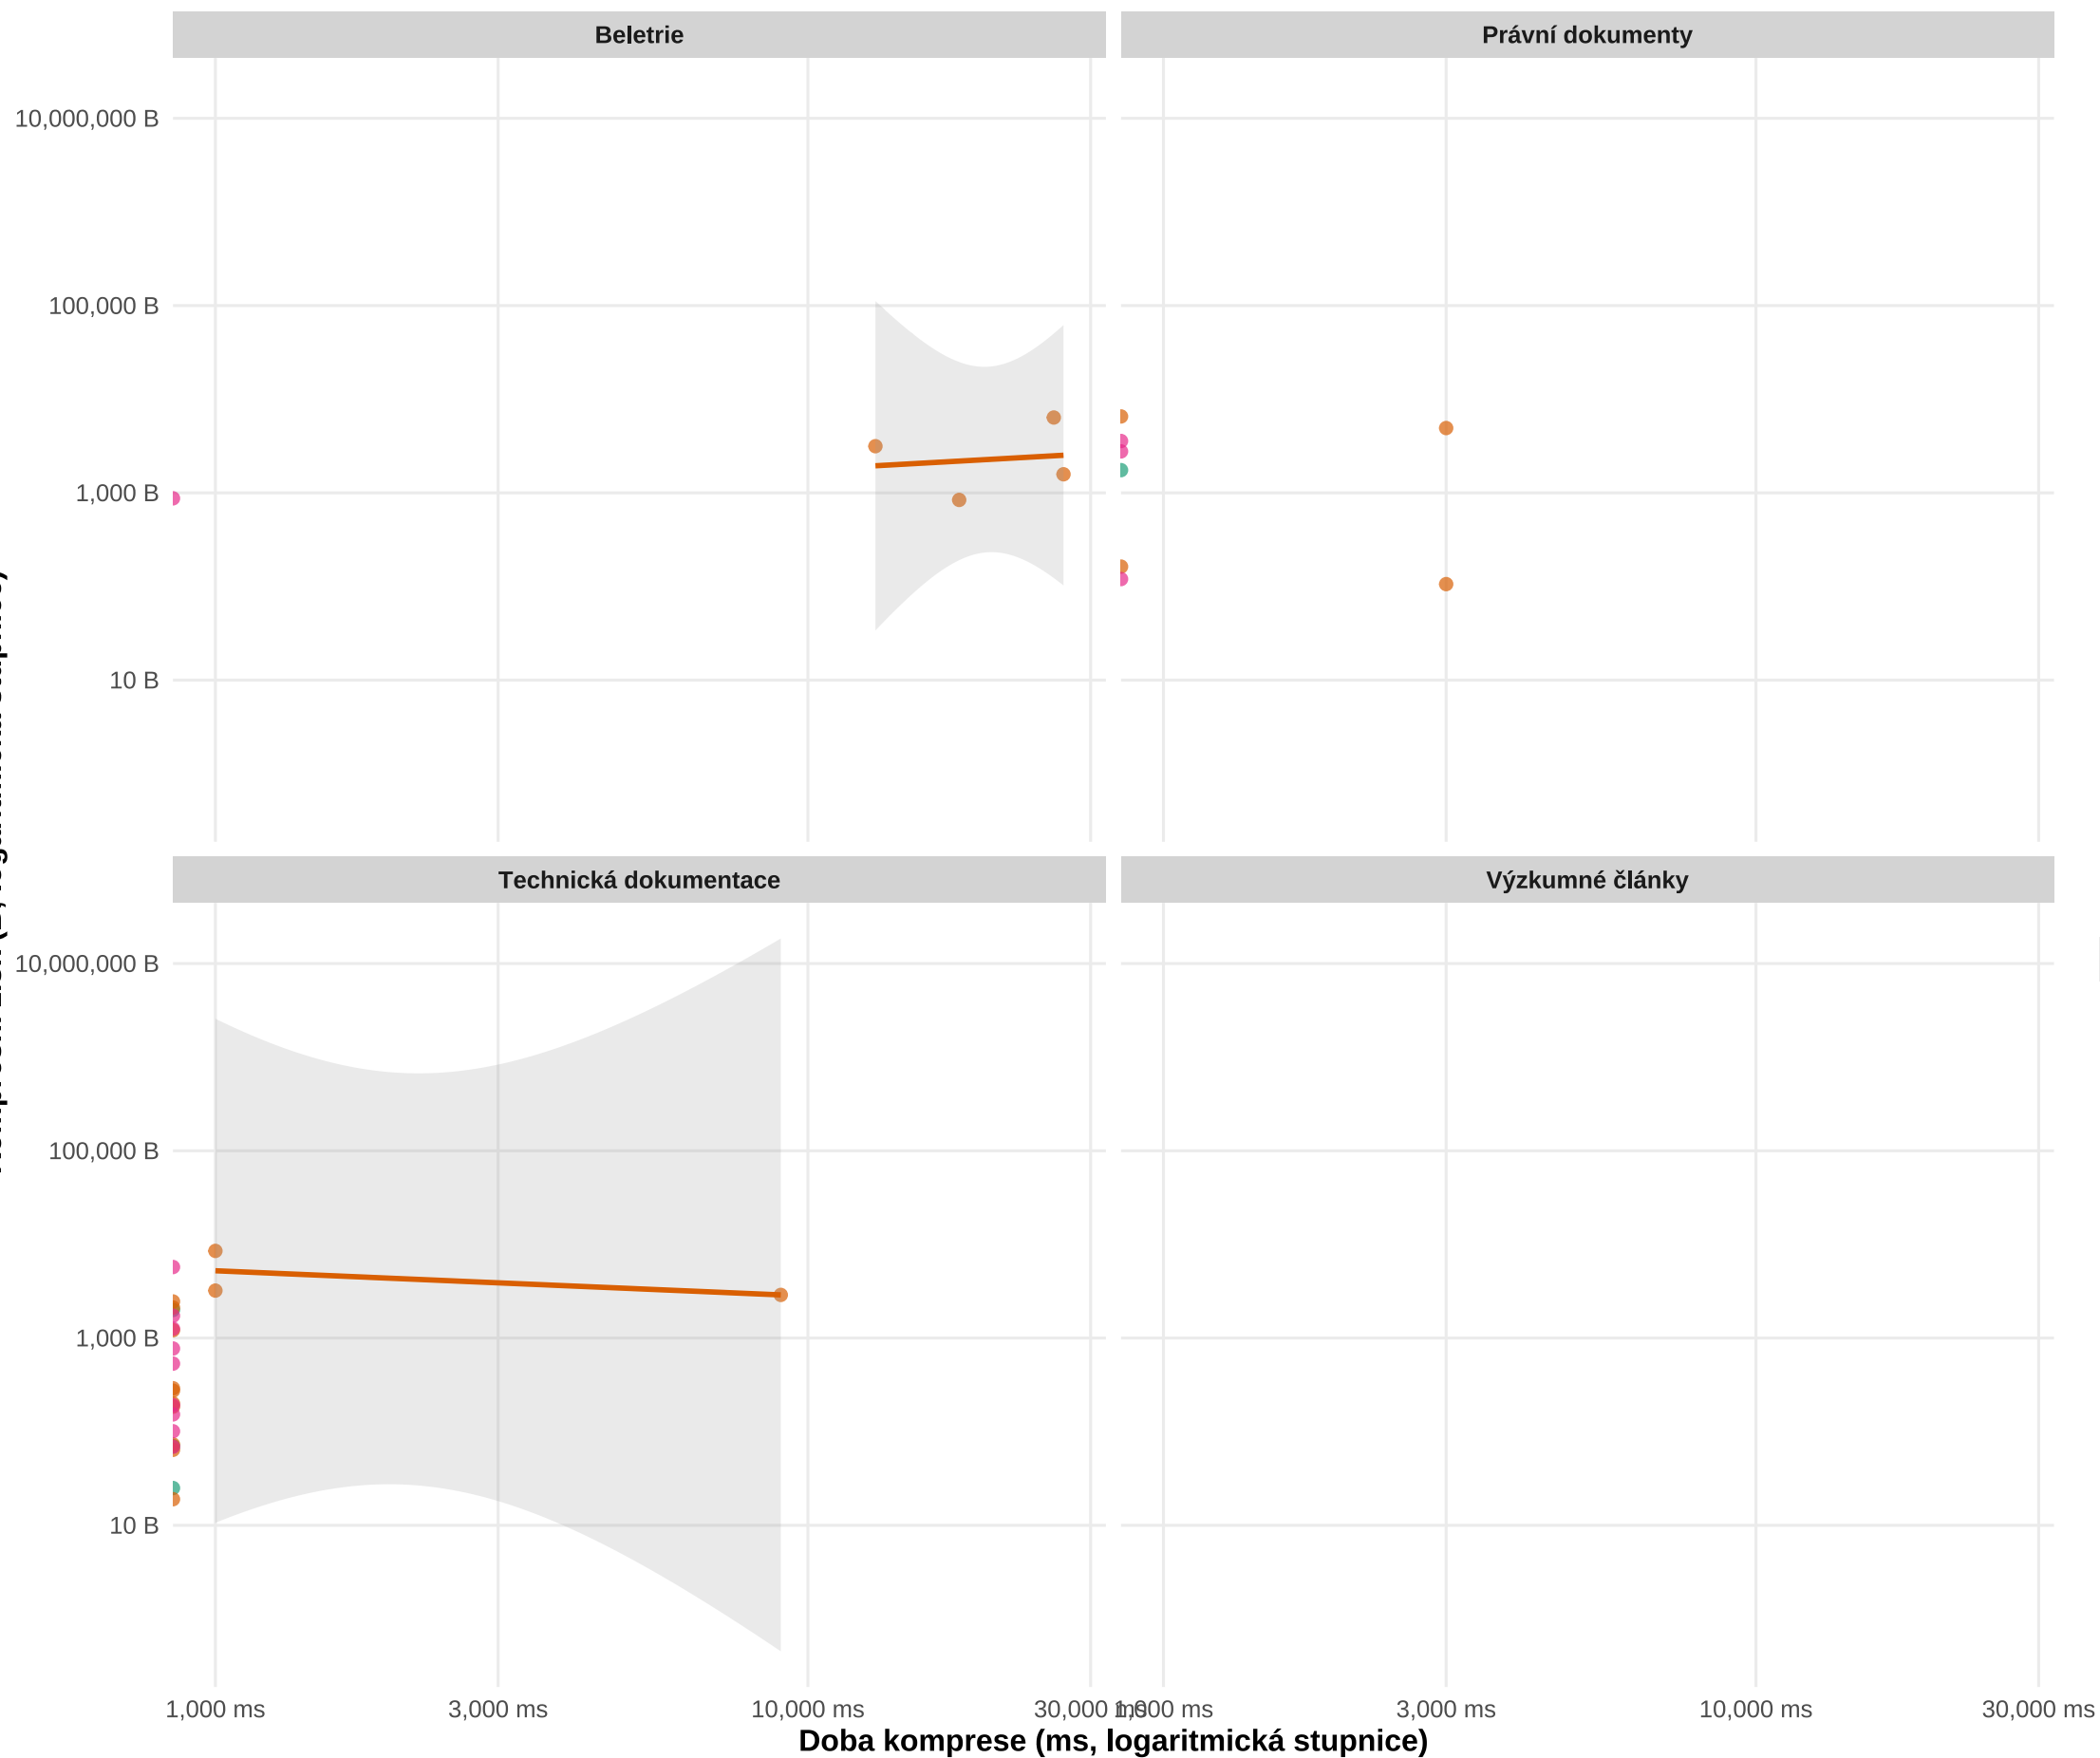 Beletrie
Právní dokumenty
10,000,000 B
100,000 B
1,000 B
10 B
Technická dokumentace
Výzkumné články
10,000,000 B
100,000 B
1,000 B
10 B
1,000 ms 3,000 ms 10,000 ms 30,000 ms 1,000 ms 3,000 ms 10,000 ms 30,000 ms
Doba komprese (ms, logaritmická stupnice)